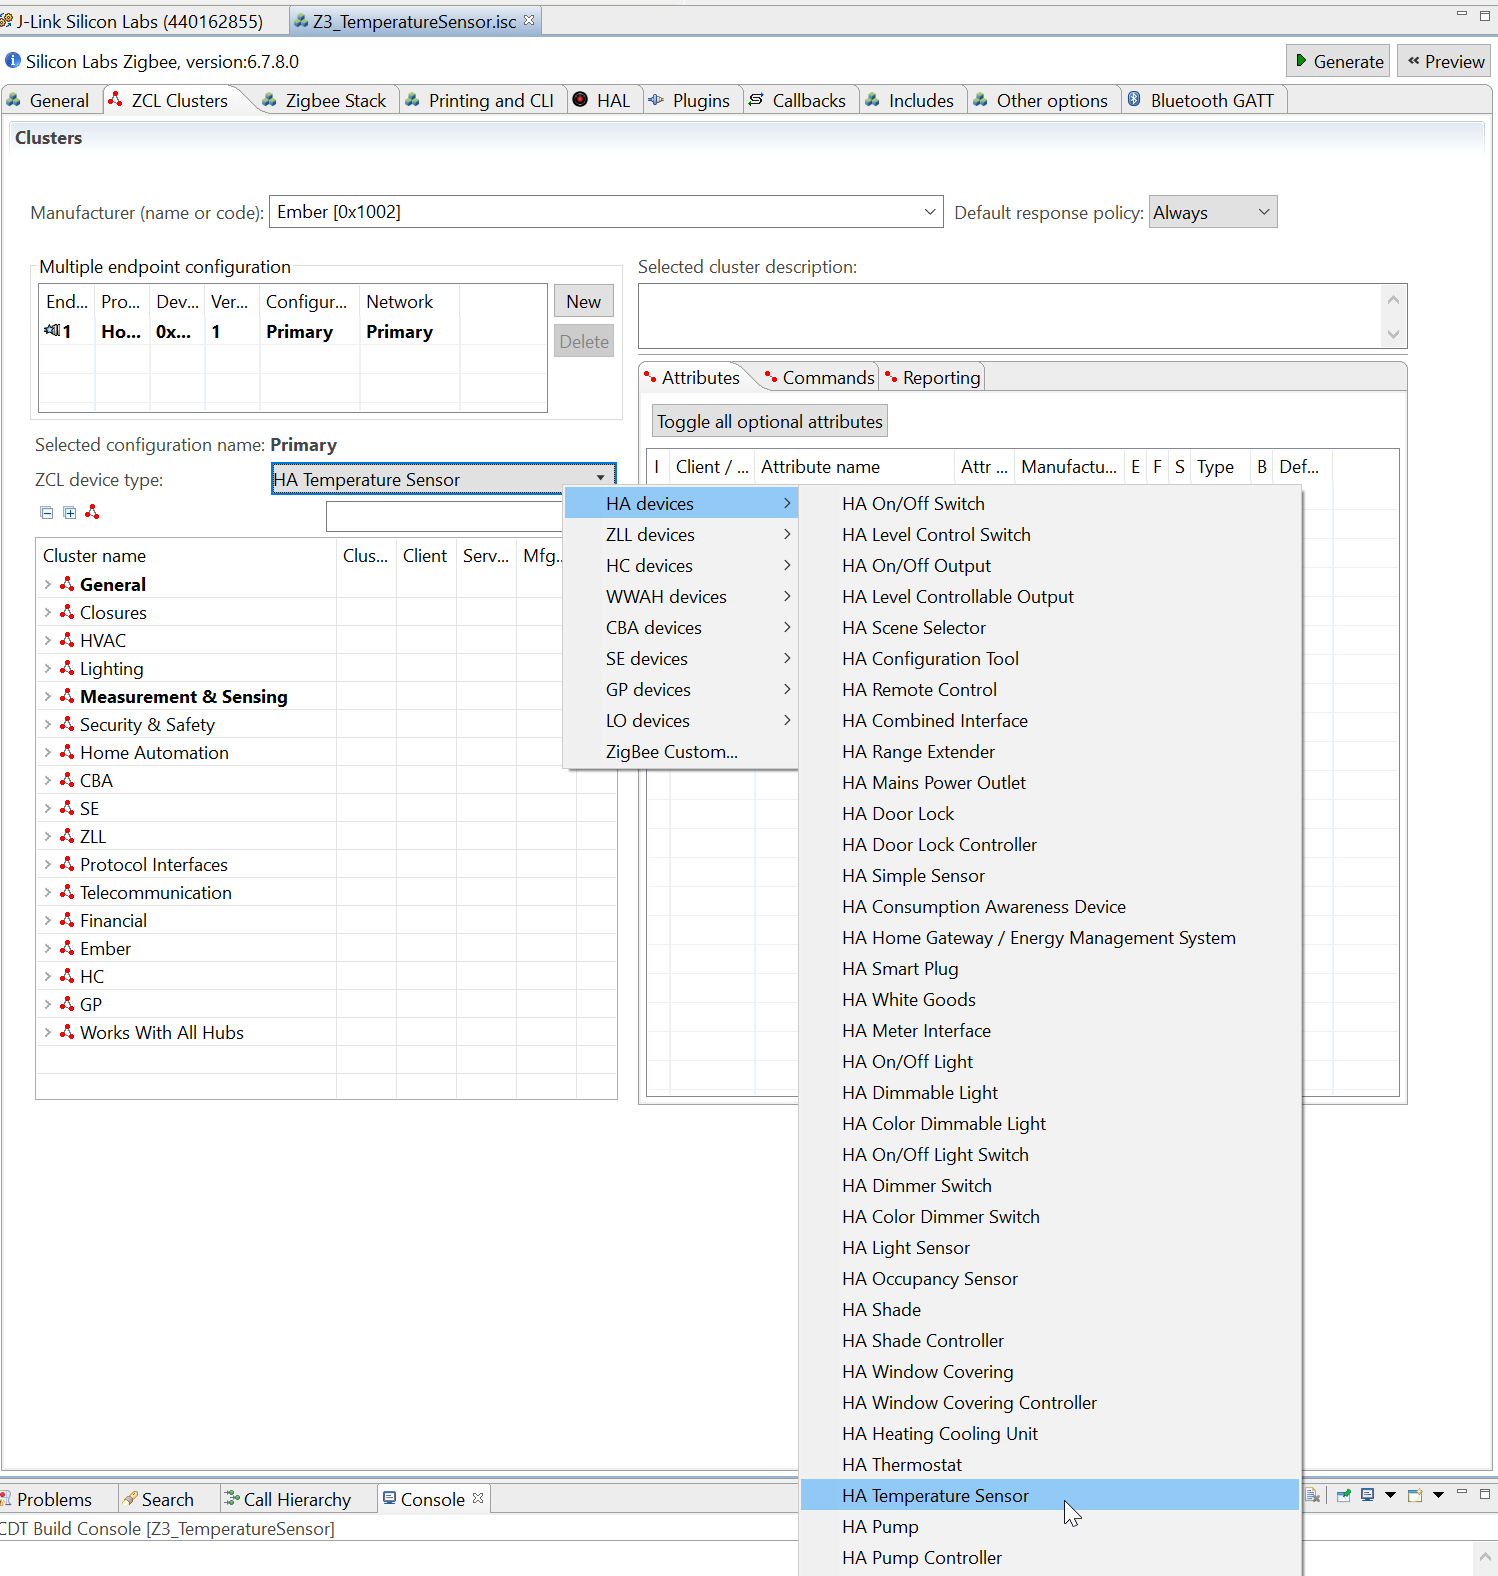 J-Link Silicon Labs (440162855)
Z3_TemperatureSensor.isc
Silicon Labs Zigbee, version:6.7.8.0
Generate
Preview
General
ZCL Clusters
Zigbee Stack
Printing and CLI
HAL
Plugins
Callbacks
Includes
Other options
Bluetooth GATT
Clusters
Manufacturer (name or code):
Ember [0x1002]
Default response policy:
Always
Multiple endpoint configuration
End... Pro... Dev... Ver... Configur... Network
1 Ho... 0x... 1 Primary Primary
New
Delete
Selected cluster description:
Selected configuration name: Primary
ZCL device type:
HA Temperature Sensor
Attributes
Commands
Reporting
Toggle all optional attributes
I Client / ... Attribute name Attr ... Manufactu... E F S Type B Def...
Cluster name Clus... Client Serv... Mfg...
General
Closures
HVAC
Lighting
Measurement & Sensing
Security & Safety
Home Automation
CBA
SE
ZLL
Protocol Interfaces
Telecommunication
Financial
Ember
HC
GP
Works With All Hubs
HA devices
ZLL devices
HC devices
WWAH devices
CBA devices
SE devices
GP devices
LO devices
ZigBee Custom...
HA On/Off Switch
HA Level Control Switch
HA On/Off Output
HA Level Controllable Output
HA Scene Selector
HA Configuration Tool
HA Remote Control
HA Combined Interface
HA Range Extender
HA Mains Power Outlet
HA Door Lock
HA Door Lock Controller
HA Simple Sensor
HA Consumption Awareness Device
HA Home Gateway / Energy Management System
HA Smart Plug
HA White Goods
HA Meter Interface
HA On/Off Light
HA Dimmable Light
HA Color Dimmable Light
HA On/Off Light Switch
HA Dimmer Switch
HA Color Dimmer Switch
HA Light Sensor
HA Occupancy Sensor
HA Shade
HA Shade Controller
HA Window Covering
HA Window Covering Controller
HA Heating Cooling Unit
HA Thermostat
HA Temperature Sensor
HA Pump
HA Pump Controller
Problems
Search
Call Hierarchy
Console
CDT Build Console [Z3_TemperatureSensor]